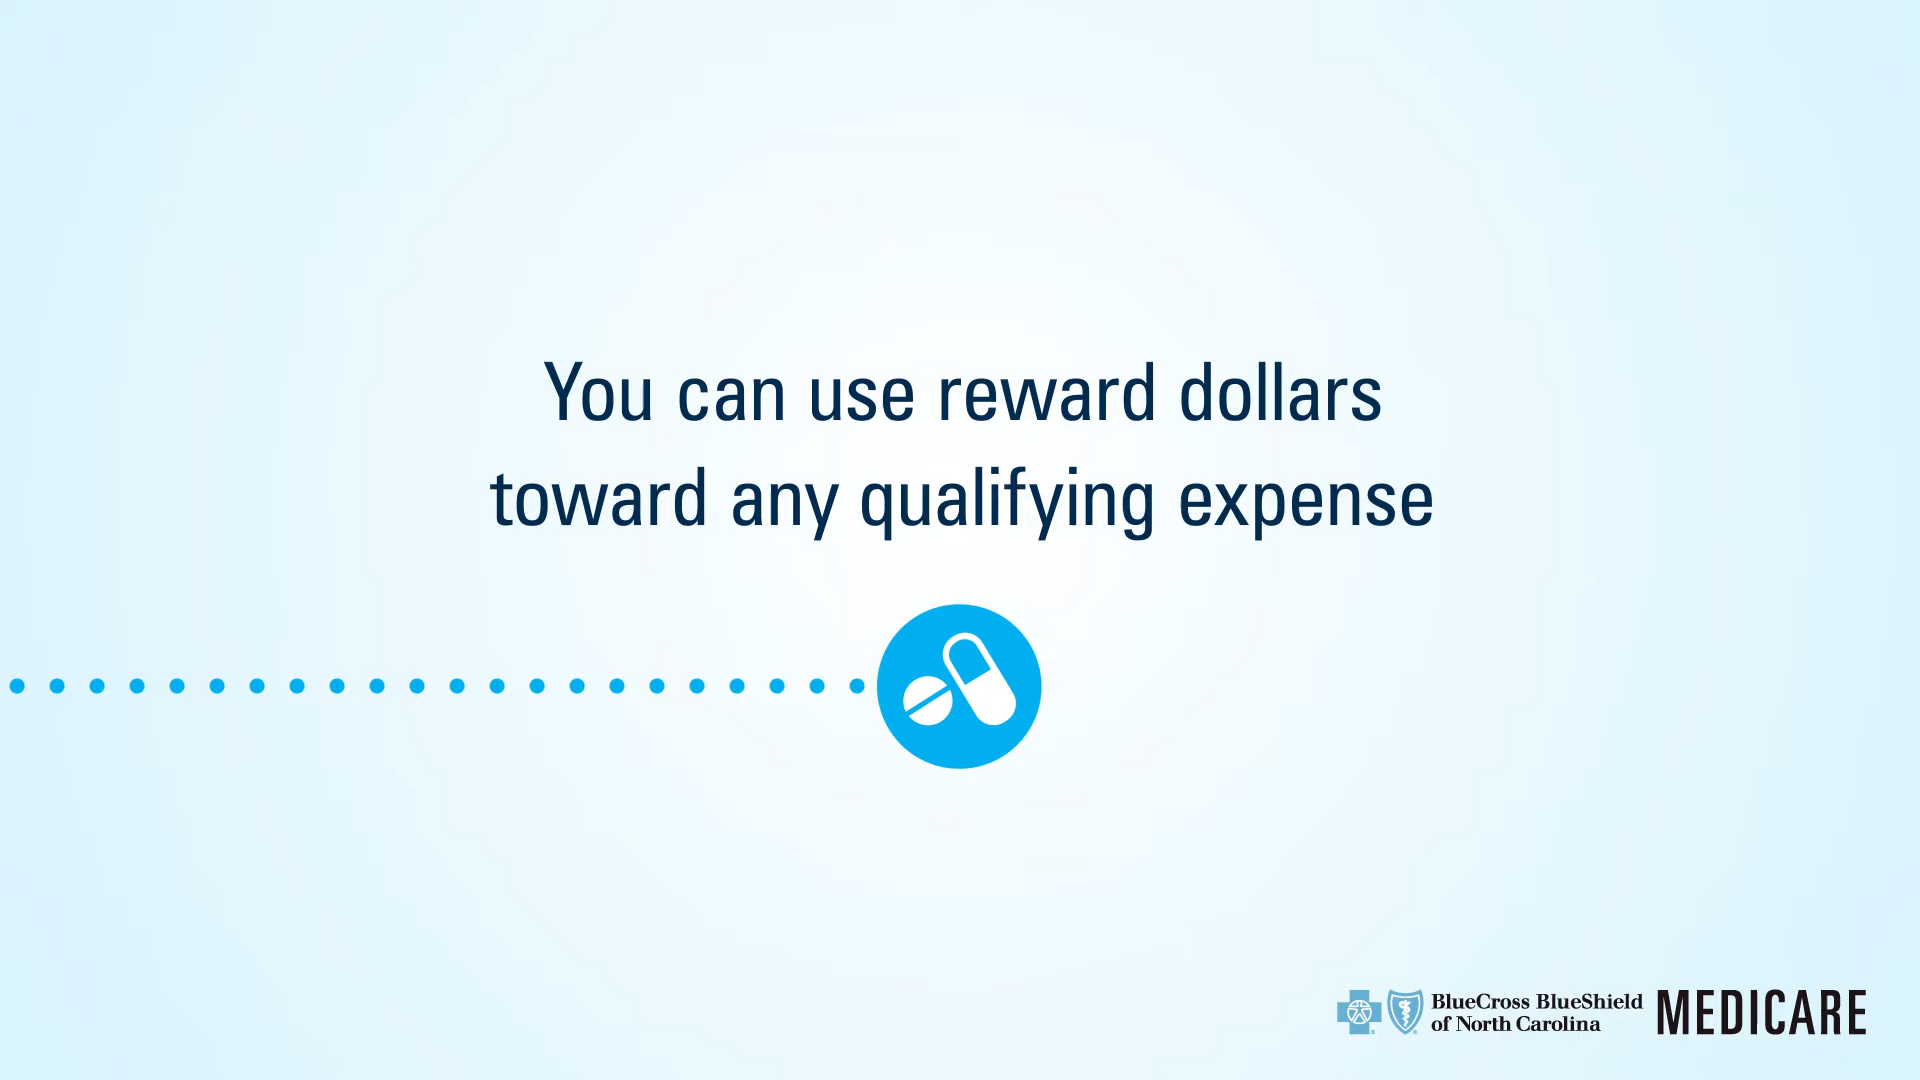 You can use reward dollars
toward any qualifying expense
BlueCross BlueShield
of North Carolina
MEDICARE